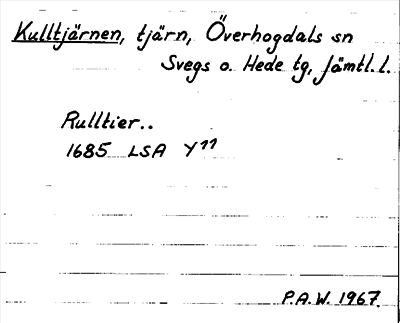 Kulltjärnen, tjärn, Överhogdals sn
Svegs o. Hede tg, Jämtl. l.
Rulltier..
1685 LSA Y¹¹
P.A.W. 1967.